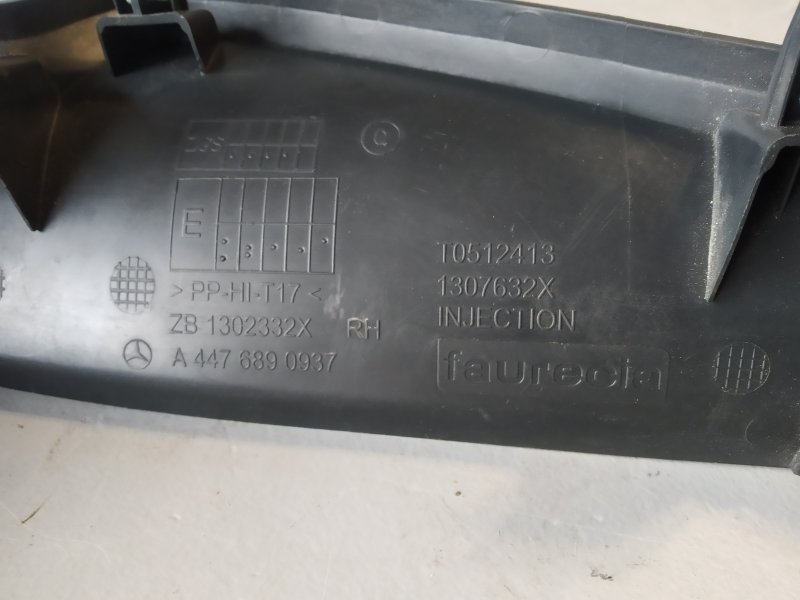 Q
E
> PP-HI-T17 <
ZB 1302332X RH
A 447 689 0937
T0512413
1307632X
INJECTION
faurecia